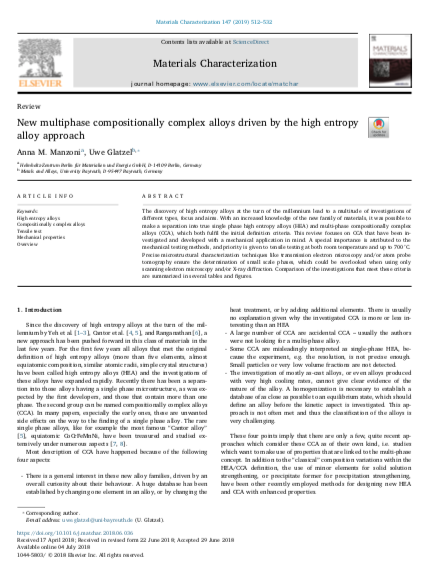 Materials Characterization 147 (2019) 512–532
Contents lists available at ScienceDirect
Materials Characterization
journal homepage: www.elsevier.com/locate/matchar
ELSEVIER
MATERIALS
CHARACTERIZATION
Review
New multiphase compositionally complex alloys driven by the high entropy
alloy approach
Anna M. Manzoni^a, Uwe Glatzel^b,⁎
^a Helmholtz-Zentrum Berlin für Materialien und Energie GmbH, D-14109 Berlin, Germany
^b Metals and Alloys, University Bayreuth, D-95447 Bayreuth, Germany
ARTICLE INFO
Keywords:
High entropy alloys
Compositionally complex alloys
Tensile test
Mechanical properties
Overview
ABSTRACT
The discovery of high entropy alloys at the turn of the millennium lead to a multitude of investigations of
different types, focus and aims. With an increased knowledge of the new family of materials, it was possible to
make a separation into true single phase high entropy alloys (HEA) and multi-phase compositionally complex
alloys (CCA), which both fulfil the initial definition criteria. This review focuses on CCA that have been in-
vestigated and developed with a mechanical application in mind. A special importance is attributed to the
mechanical testing methods, and priority is given to tensile testing at both room temperature and up to 700 °C.
Precise microstructural characterization techniques like transmission electron microscopy and/or atom probe
tomography ensure the determination of small scale phases, which could be overlooked when using only
scanning electron microscopy and/or X-ray diffraction. Comparison of the investigations that meet these criteria
are summarized in several tables and figures.
1. Introduction
Since the discovery of high entropy alloys at the turn of the mil-
lennium by Yeh et al. [1–3], Cantor et al. [4,5], and Ranganathan [6], a
new approach has been pushed forward in this class of materials in the
last few years. For the first few years all alloys that met the original
definition of high entropy alloys (more than five elements, almost
equiatomic composition, similar atomic radii, simple crystal structures)
have been called high entropy alloys (HEA) and the investigations of
these alloys have expanded rapidly. Recently there has been a separa-
tion into those alloys having a single phase microstructure, as was ex-
pected by the first developers, and those that contain more than one
phase. The second group can be named compositionally complex alloys
(CCA). In many papers, especially the early ones, these are unwanted
side effects on the way to the finding of a single phase alloy. The rare
single phase alloys, like for example the most famous “Cantor alloy”
[5], equiatomic CoCrFeMnNi, have been treasured and studied ex-
tensively under numerous aspects [7, 8].
Most description of CCA have happened because of the following
four aspects:
- There is a general interest in these new alloy families, driven by an
overall curiosity about their behaviour. A huge database has been
established by changing one element in an alloy, or by changing the
heat treatment, or by adding additional elements. There is usually
no explanation given why the investigated CCA is more or less in-
teresting than an HEA.
- A large number of CCA are accidental CCA – usually the authors
were not looking for a multi-phase alloy.
- Some CCA are misleadingly interpreted as single-phase HEA, be-
cause the experiment, e.g. the resolution, is not precise enough.
Small particles or very low volume fractions are not detected.
- The investigation of mostly as-cast alloys, or even alloys produced
with very high cooling rates, cannot give clear evidence of the
nature of the alloy. A homogenization is necessary to establish a
database of as close as possible to an equilibrium state, which should
define an alloy before the kinetic aspect is investigated. This ap-
proach is not often met and thus the classification of the alloys is
very challenging.
These four points imply that there are only a few, quite recent ap-
proaches which consider these CCA as of their own kind, i.e. studies
which want to make use of properties that are linked to the multi-phase
concept. In addition to the “classical” composition variations within the
HEA/CCA definition, the use of minor elements for solid solution
strengthening, or precipitate former for precipitation strengthening,
have been other recently employed methods for designing new HEA
and CCA with enhanced properties.
⁎ Corresponding author.
Email address: uwe.glatzel@uni-bayreuth.de (U. Glatzel).
https://doi.org/10.1016/j.matchar.2018.06.036
Received 17 April 2018; Received in revised form 22 June 2018; Accepted 29 June 2018
Available online 04 July 2018
1044-5803/ © 2018 Elsevier Inc. All rights reserved.